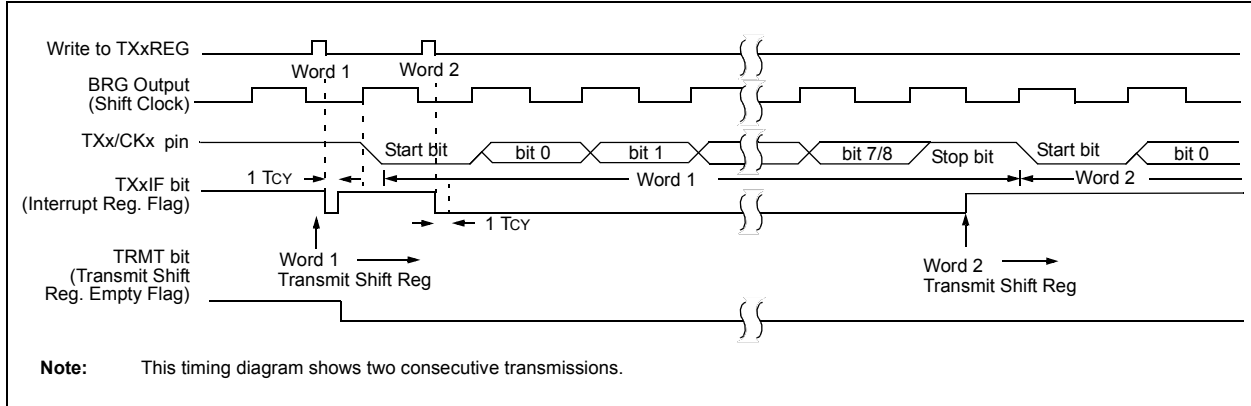 Write to TXxREG
Word 1
Word 2
BRG Output
(Shift Clock)
TXx/CKx pin
Start bit
bit 0
bit 1
bit 7/8
Stop bit
Start bit
bit 0
1 TCY
Word 1
Word 2
TXxIF bit
(Interrupt Reg. Flag)
1 TCY
Word 1
Transmit Shift Reg
Word 2
Transmit Shift Reg
TRMT bit
(Transmit Shift
Reg. Empty Flag)
Note: This timing diagram shows two consecutive transmissions.